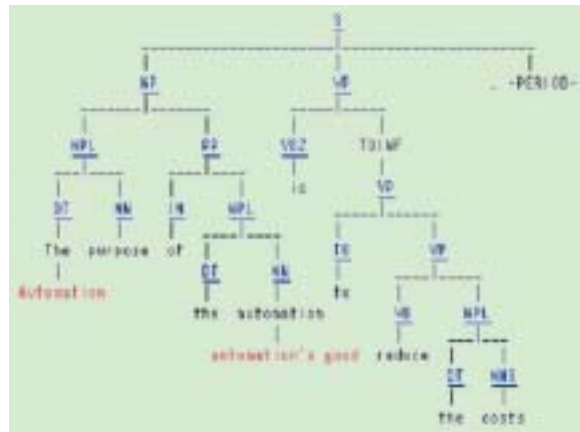 S
NP VP . -PERIOD-
NPL PP VBZ TOINF
is VP
DT NN IN NPL
The purpose of TO VP
Automation DT NN to
the automation VB NPL
automation's good reduce
DT NNS
the costs